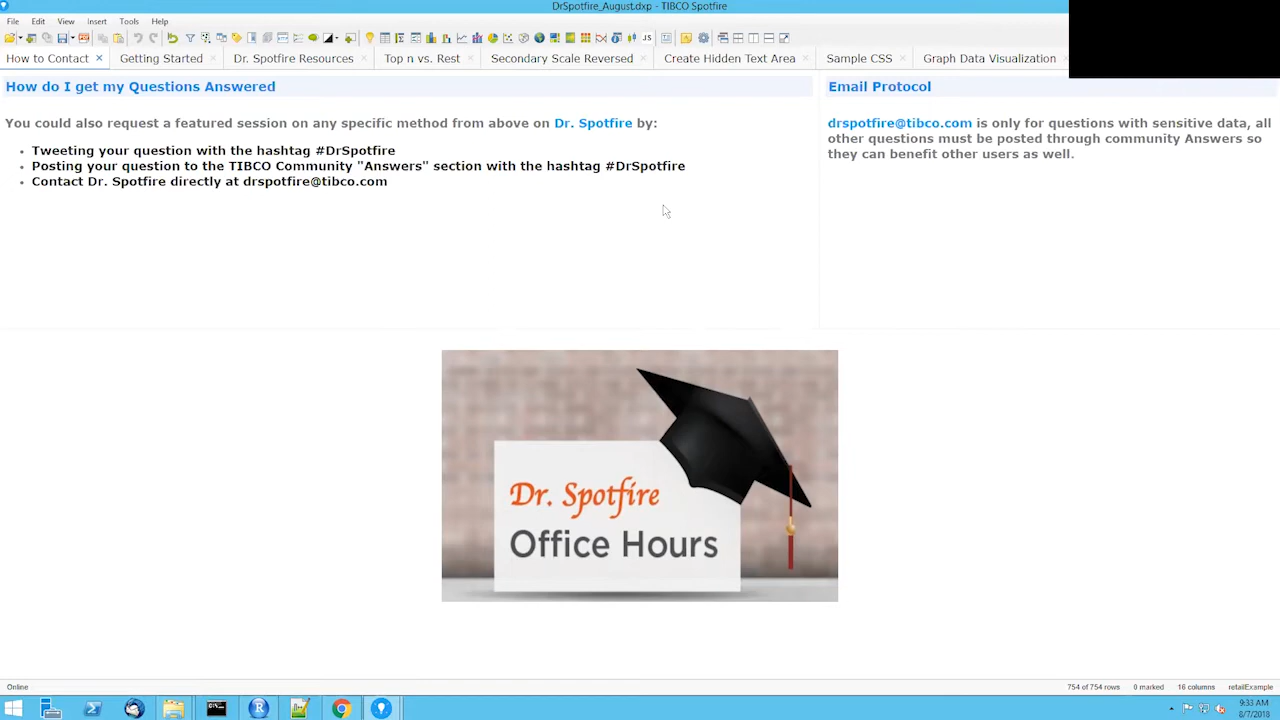 DrSpotfire_August.dxp - TIBCO Spotfire
File Edit View Insert Tools Help
JS
How to Contact × Getting Started × Dr. Spotfire Resources × Top n vs. Rest × Secondary Scale Reversed × Create Hidden Text Area × Sample CSS × Graph Data Visualization
How do I get my Questions Answered
You could also request a featured session on any specific method from above on Dr. Spotfire by:
• Tweeting your question with the hashtag #DrSpotfire
• Posting your question to the TIBCO Community "Answers" section with the hashtag #DrSpotfire
• Contact Dr. Spotfire directly at drspotfire@tibco.com
Email Protocol
drspotfire@tibco.com is only for questions with sensitive data, all
other questions must be posted through community Answers so
they can benefit other users as well.
Dr. Spotfire
Office Hours
Online
754 of 754 rows 0 marked 16 columns retailExample
R
9:33 AM
8/7/2018